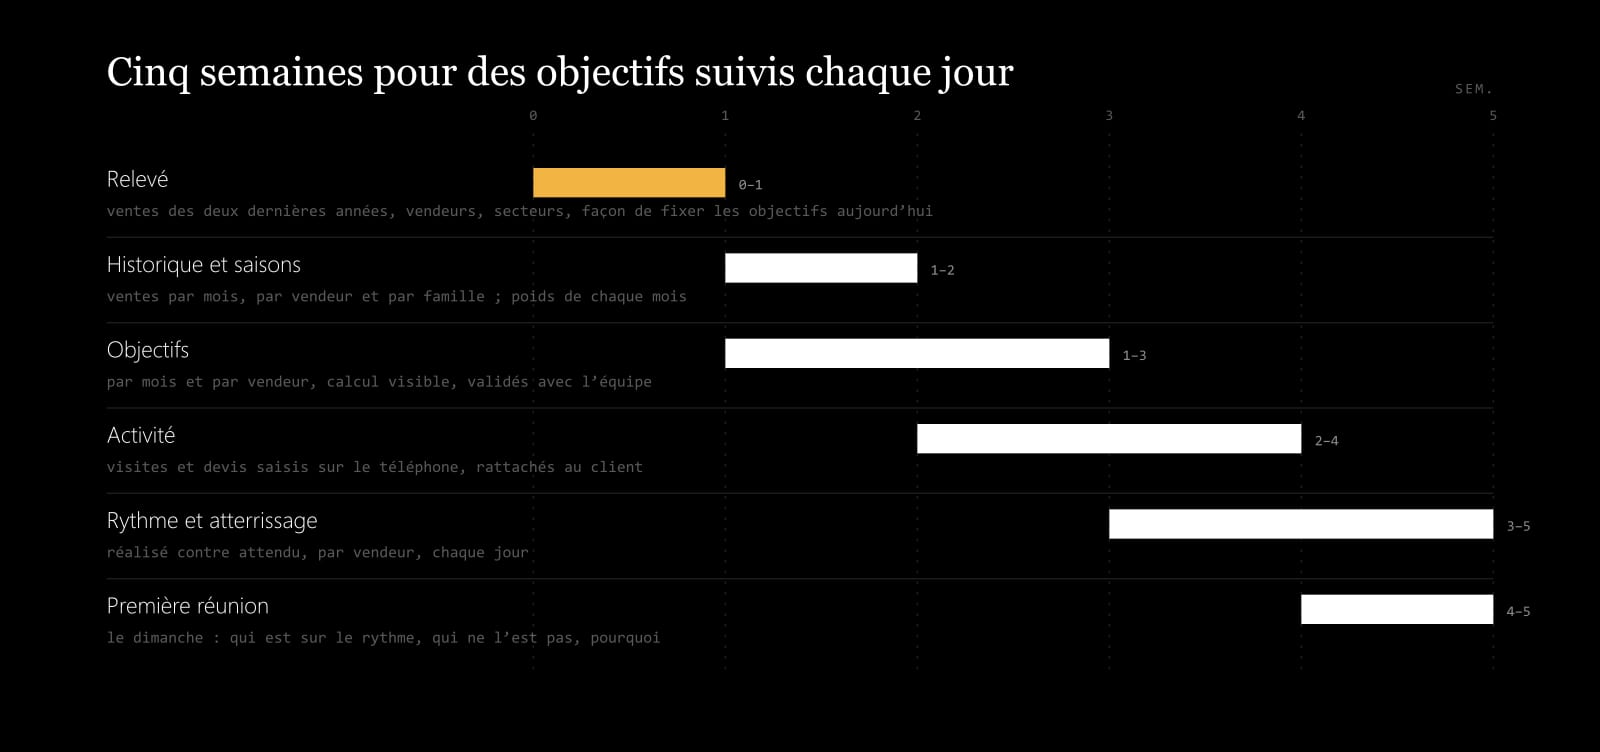 Cinq semaines pour des objectifs suivis chaque jour
SEM.
0 1 2 3 4 5
Relevé
0–1
ventes des deux dernières années, vendeurs, secteurs, façon de fixer les objectifs aujourd’hui
Historique et saisons
1–2
ventes par mois, par vendeur et par famille ; poids de chaque mois
Objectifs
1–3
par mois et par vendeur, calcul visible, validés avec l’équipe
Activité
2–4
visites et devis saisis sur le téléphone, rattachés au client
Rythme et atterrissage
3–5
réalisé contre attendu, par vendeur, chaque jour
Première réunion
4–5
le dimanche : qui est sur le rythme, qui ne l’est pas, pourquoi